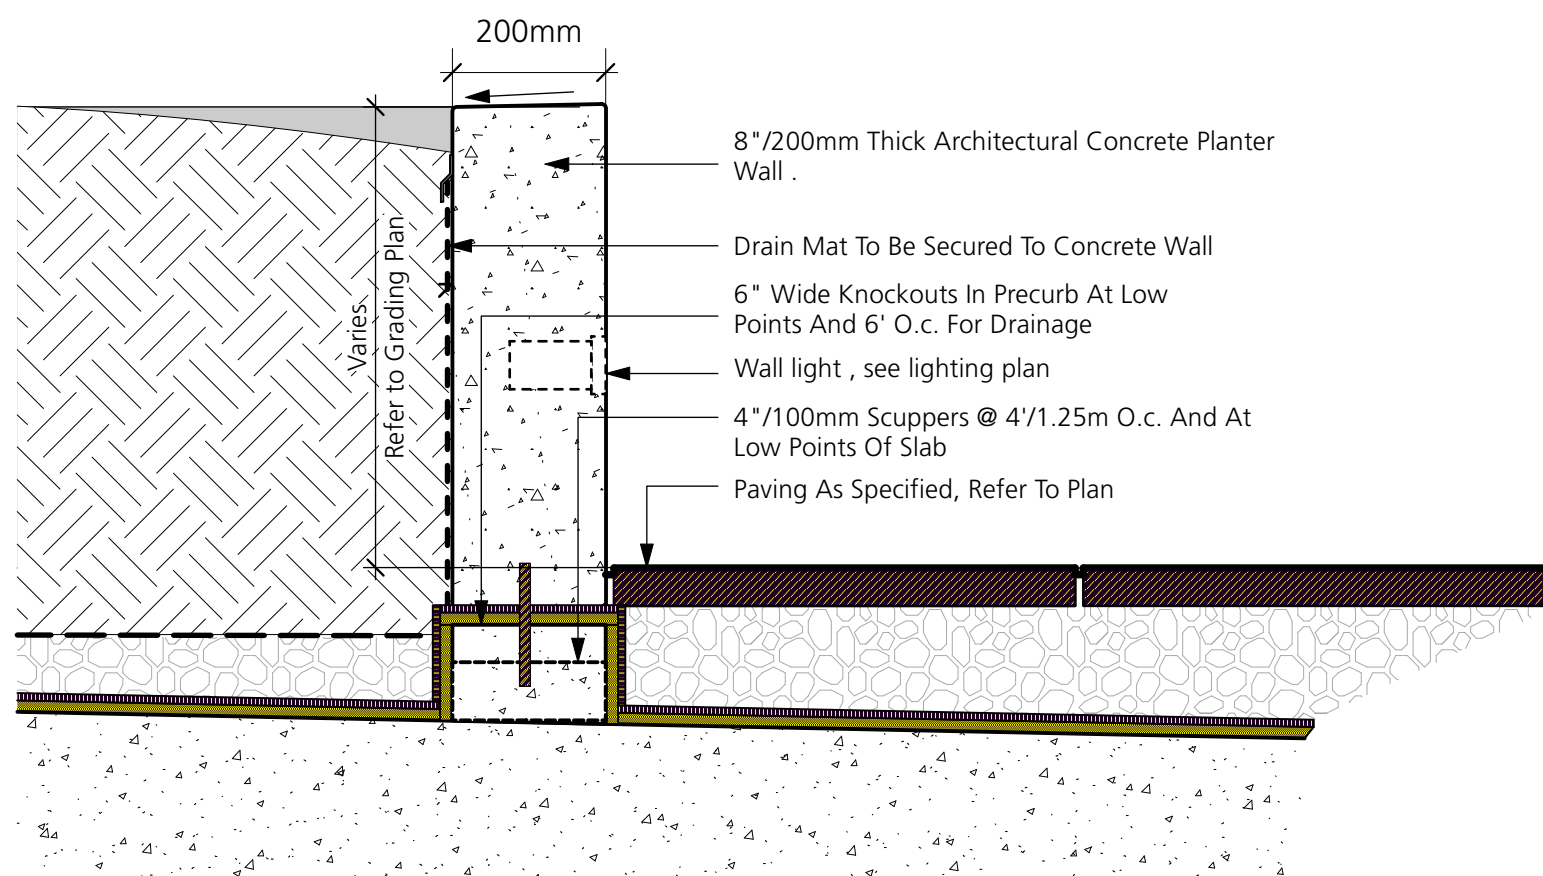 200mm
8"/200mm Thick Architectural Concrete Planter
Wall .
Drain Mat To Be Secured To Concrete Wall
6" Wide Knockouts In Precurb At Low
Points And 6' O.c. For Drainage
Wall light , see lighting plan
4"/100mm Scuppers @ 4'/1.25m O.c. And At
Low Points Of Slab
Paving As Specified, Refer To Plan
Varies
Refer to Grading Plan